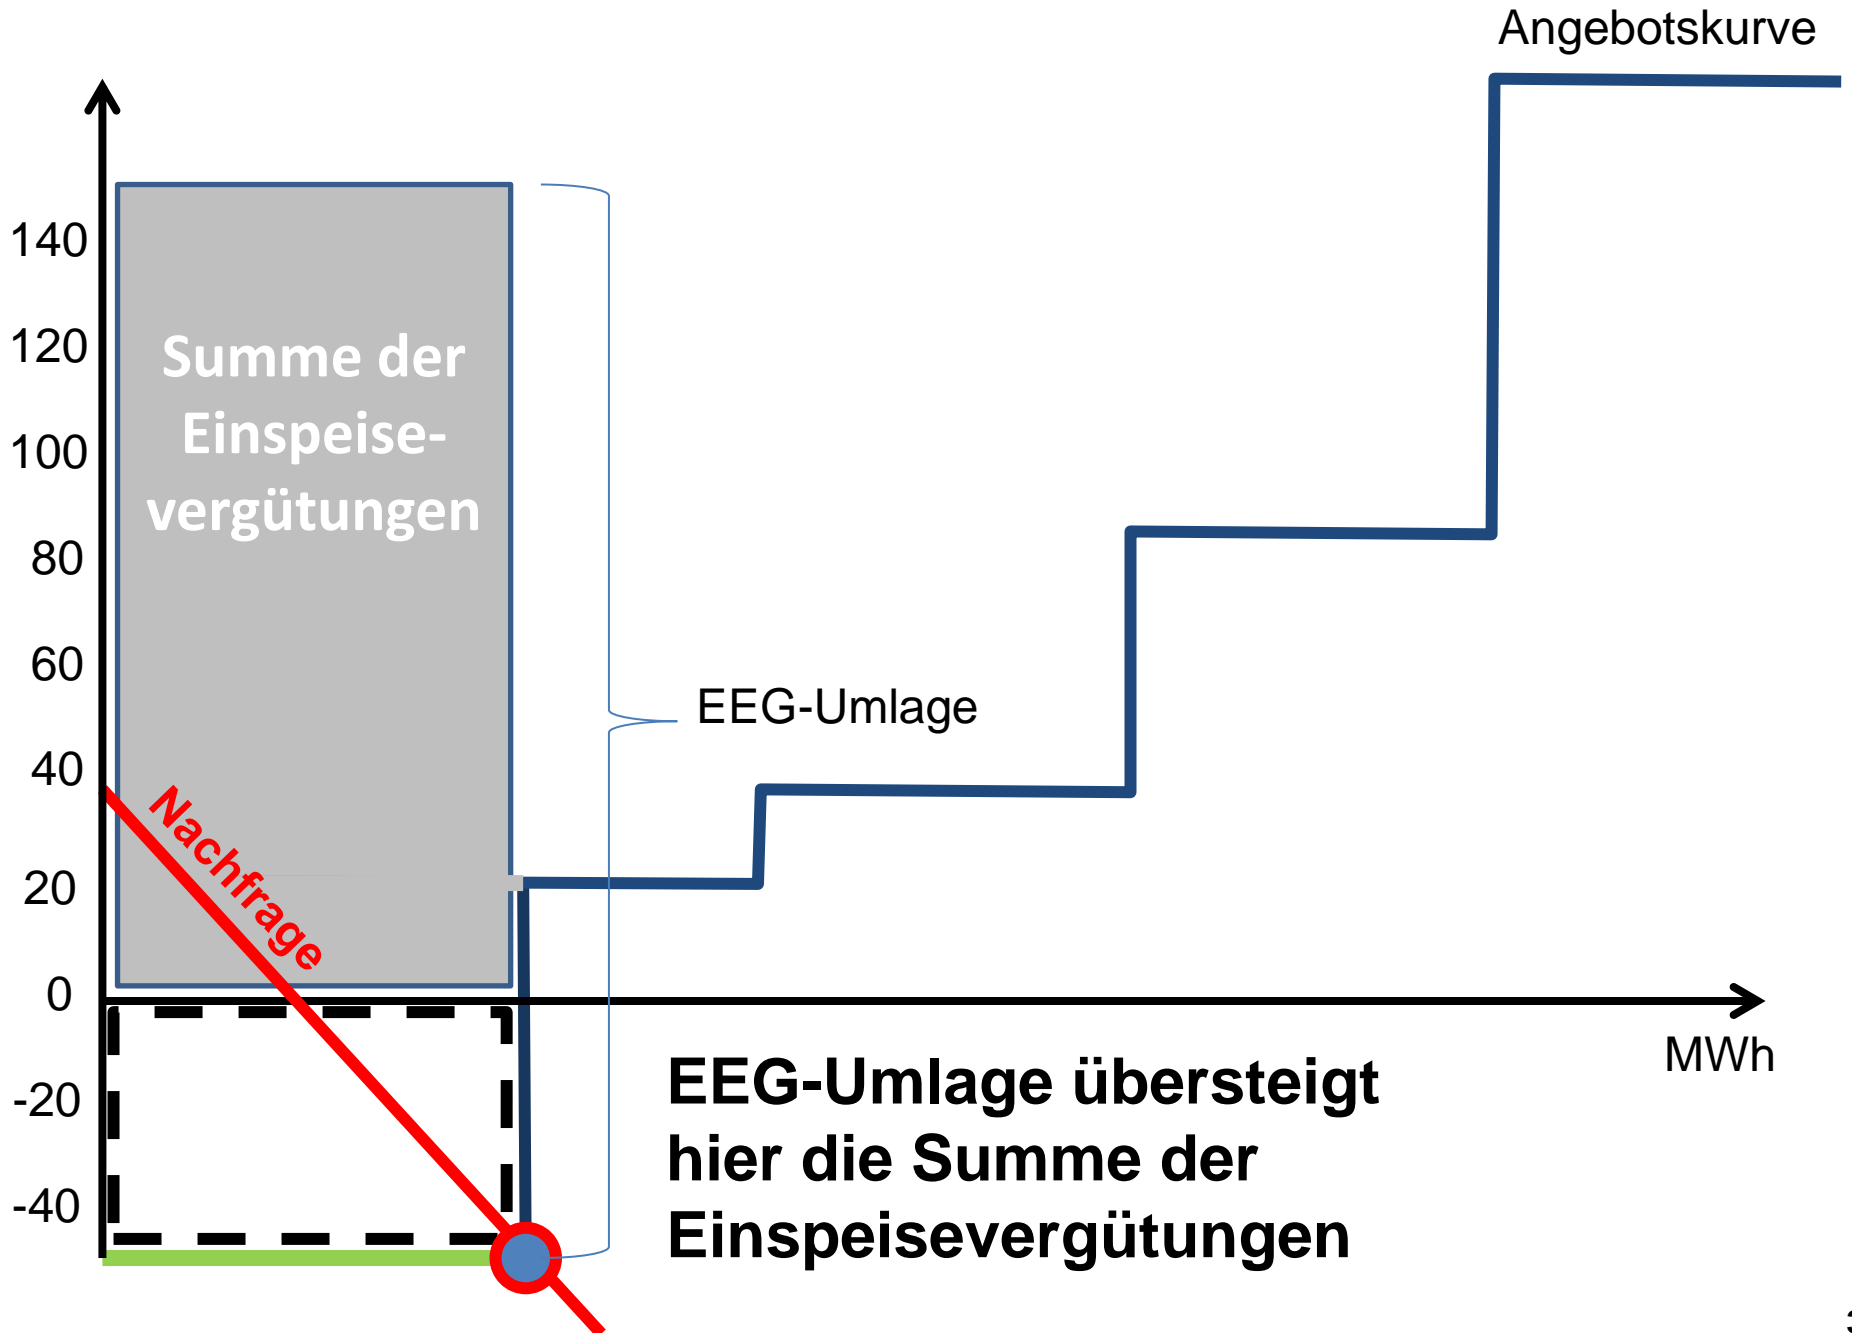 Angebotskurve
140
120
100
80
60
40
20
0
-20
-40
Summe der
Einspeise-
vergütungen
Nachfrage
EEG-Umlage
MWh
EEG-Umlage übersteigt
hier die Summe der
Einspeisevergütungen